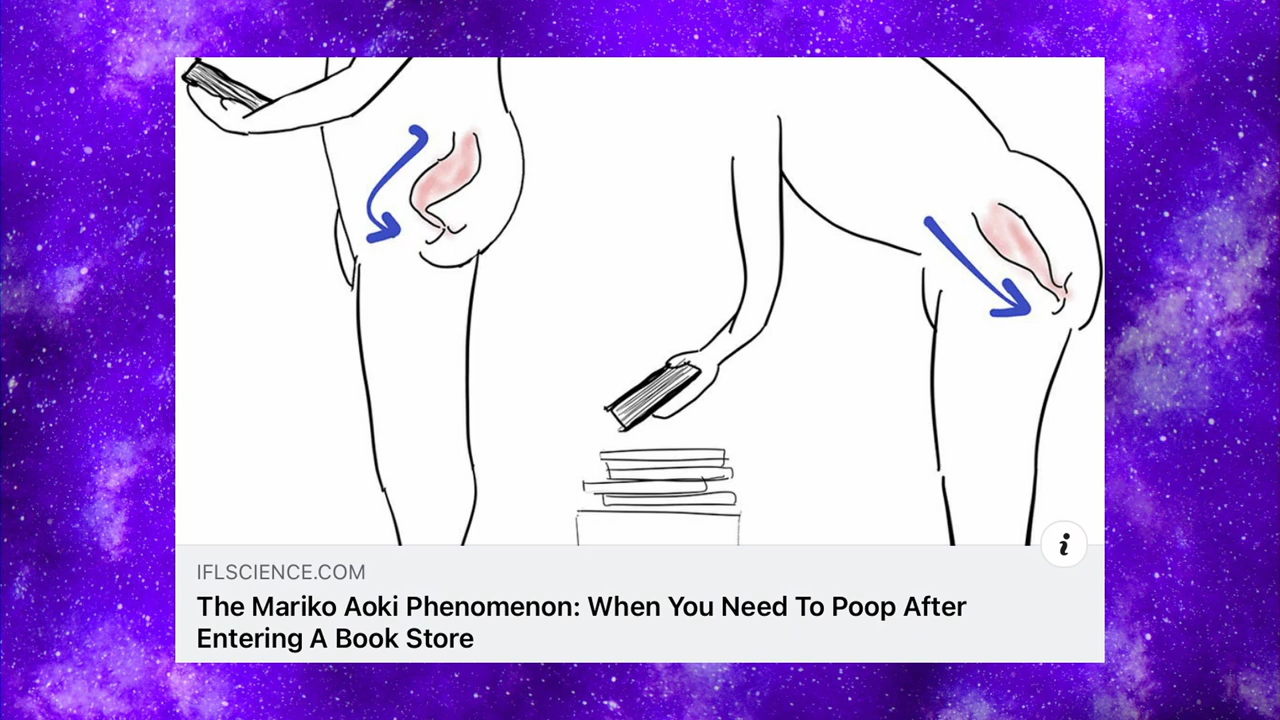 IFLSCIENCE.COM
The Mariko Aoki Phenomenon: When You Need To Poop After
Entering A Book Store
i